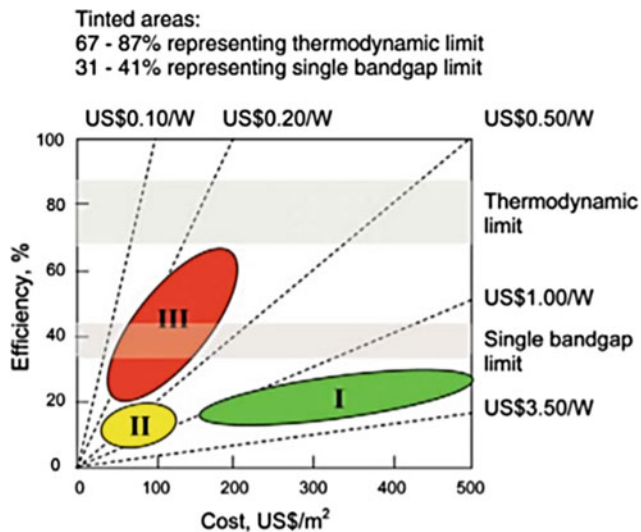 Tinted areas:
67 - 87% representing thermodynamic limit
31 - 41% representing single bandgap limit
US$0.10/W US$0.20/W US$0.50/W
100
80
60
40
20
0
Efficiency, %
Thermodynamic
limit
US$1.00/W
Single bandgap
limit
US$3.50/W
III
II
I
0 100 200 300 400 500
Cost, US$/m²